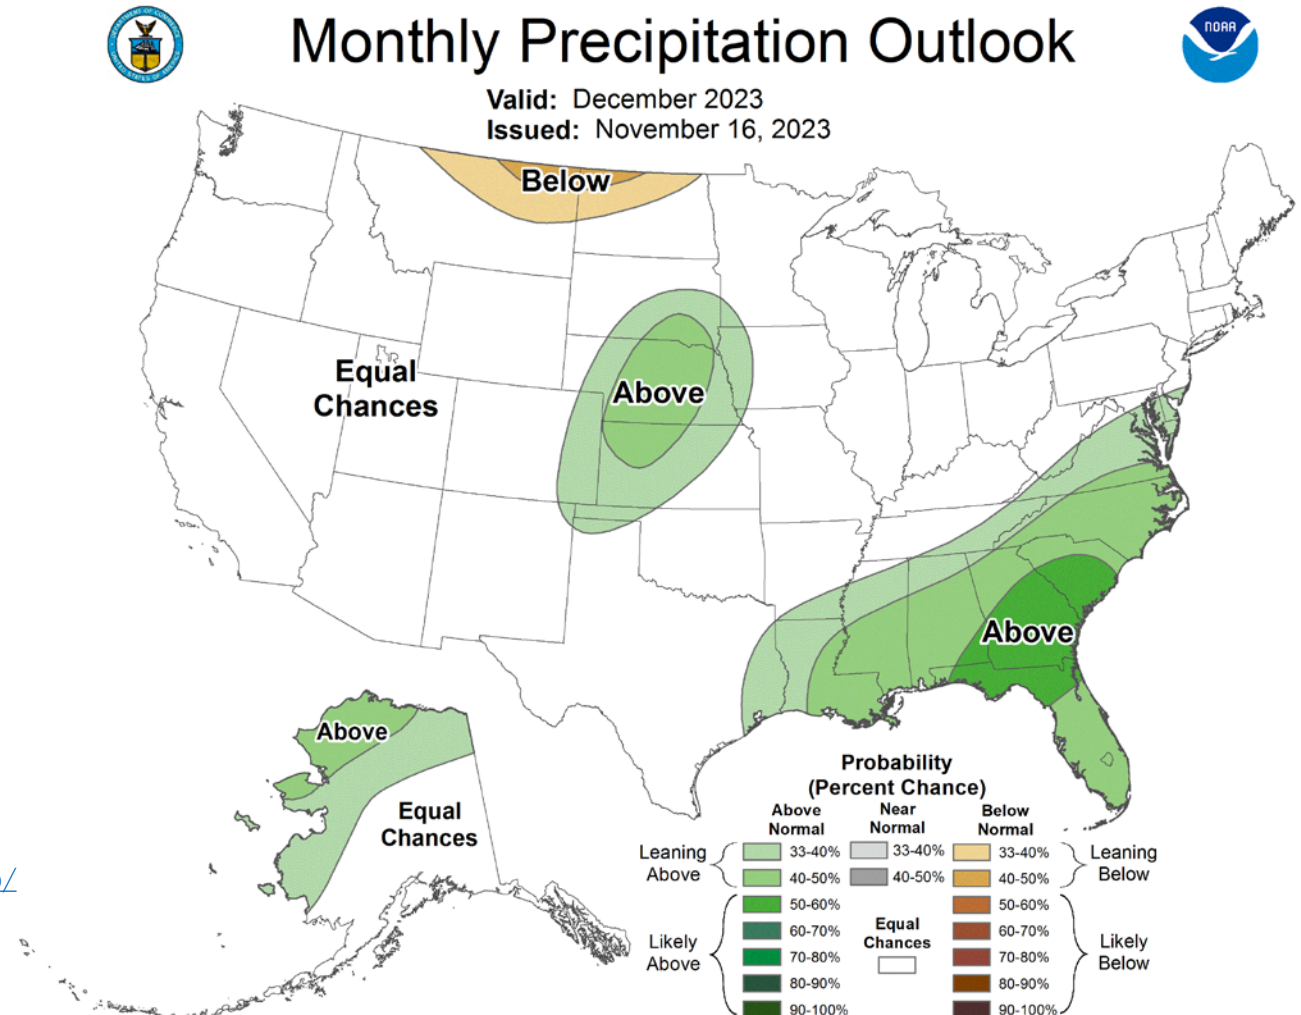 Monthly Precipitation Outlook
NOAA
Valid: December 2023
Issued: November 16, 2023
Below
Equal
Chances
Above
Above
Above
Equal
Chances
/
Probability
(Percent Chance)
Above
Normal
Near
Normal
Below
Normal
Leaning
Above
33-40%
33-40%
33-40%
Leaning
Below
40-50%
40-50%
40-50%
50-60%
50-60%
60-70%
Equal
Chances
60-70%
Likely
Above
70-80%
70-80%
Likely
Below
80-90%
80-90%
90-100%
90-100%